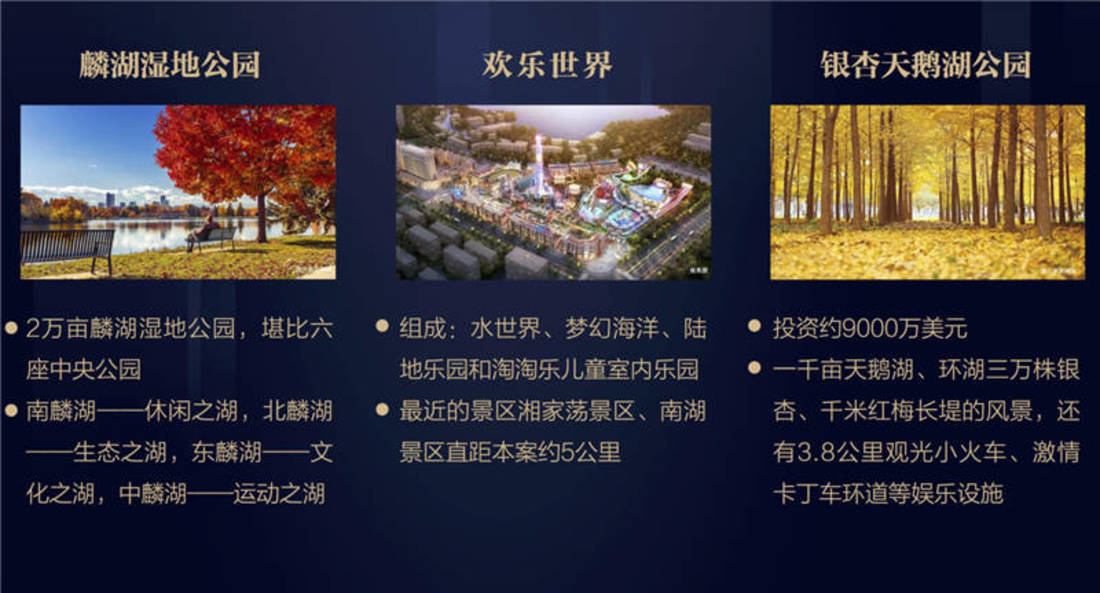 麟湖湿地公园
欢乐世界
银杏天鹅湖公园
效果图
2万亩麟湖湿地公园，堪比六
座中央公园
南麟湖——休闲之湖，北麟湖
——生态之湖，东麟湖——文
化之湖，中麟湖——运动之湖
组成：水世界、梦幻海洋、陆
地乐园和淘淘乐儿童室内乐园
最近的景区湘家荡景区、南湖
景区直距本案约5公里
投资约9000万美元
一千亩天鹅湖、环湖三万株银
杏、千米红梅长堤的风景，还
有3.8公里观光小火车、激情
卡丁车环道等娱乐设施